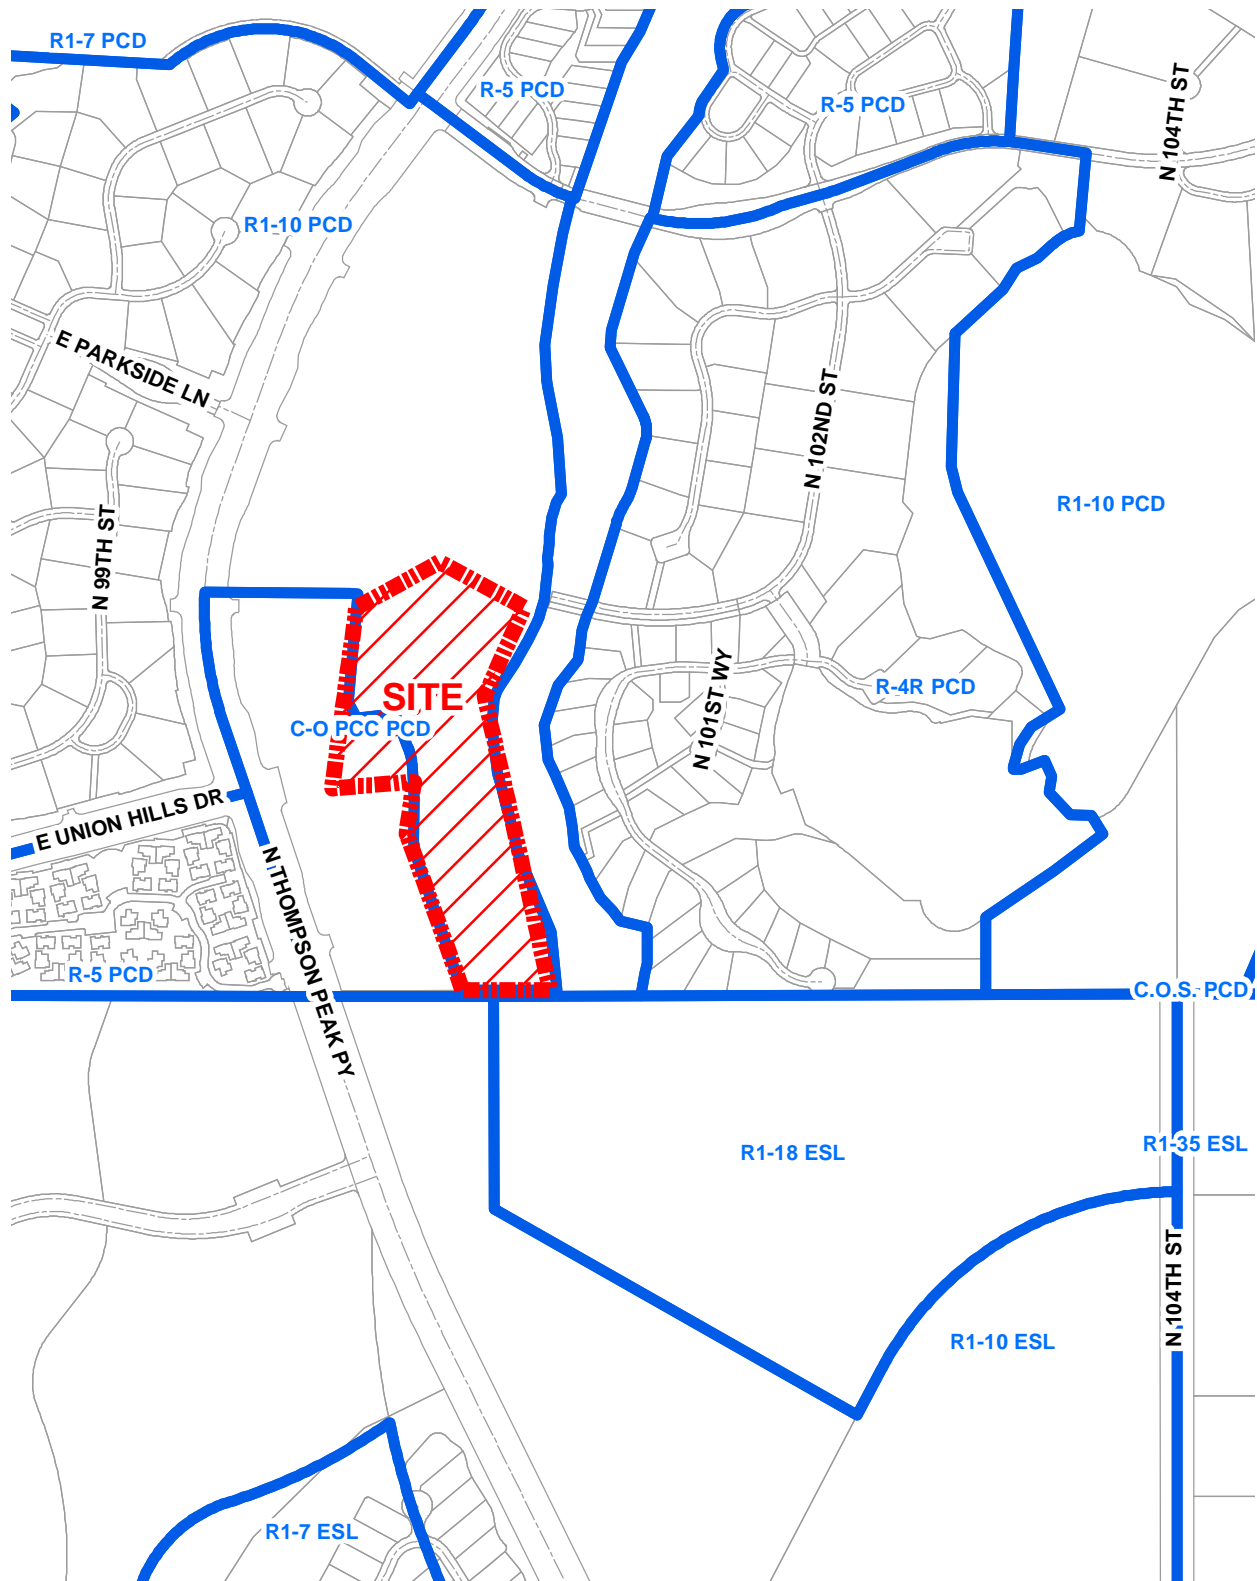 R1-7 PCD
R-5 PCD
R-5 PCD
N 104TH ST
R1-10 PCD
E PARKSIDE LN
N 102ND ST
R1-10 PCD
N 99TH ST
SITE
R-4R PCD
N 101ST WY
C-O PCC PCD
E UNION HILLS DR
N THOMPSON PEAK PY
R-5 PCD
C.O.S. PCD
R1-18 ESL
R1-35 ESL
N 104TH ST
R1-10 ESL
R1-7 ESL